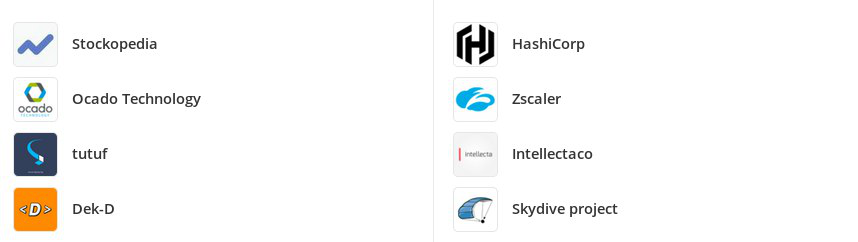 Stockopedia
ocado
TECHNOLOGY
Ocado Technology
tutuf
<D>
Dek-D
HashiCorp
Zscaler
intellecta
Intellectaco
Skydive project